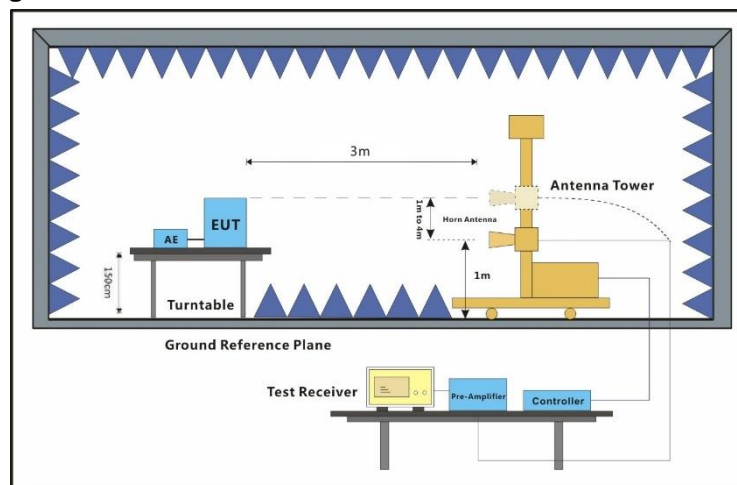 3m
Antenna Tower
1m to 4m
Horn Antenna
EUT
AE
1m
150cm
Turntable
Ground Reference Plane
Test Receiver
Pre-Amplifier
Controller